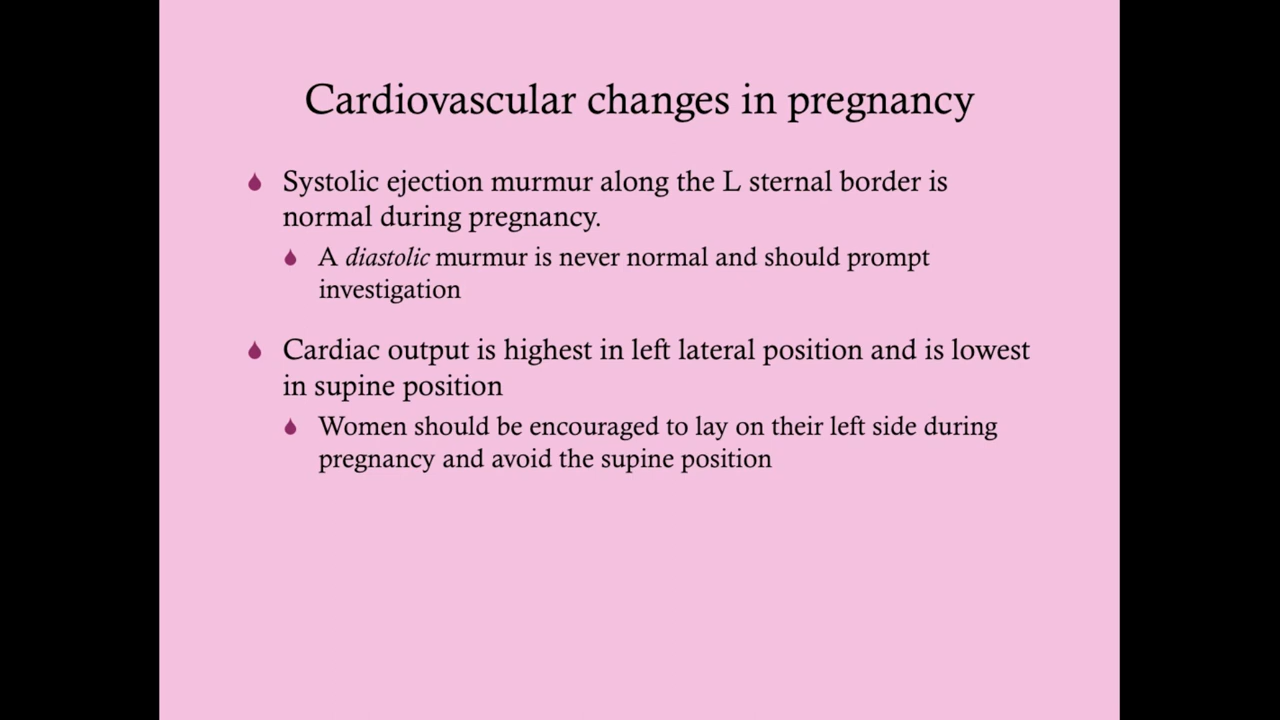 Cardiovascular changes in pregnancy
Systolic ejection murmur along the L sternal border is
normal during pregnancy.
A diastolic murmur is never normal and should prompt
investigation
Cardiac output is highest in left lateral position and is lowest
in supine position
Women should be encouraged to lay on their left side during
pregnancy and avoid the supine position